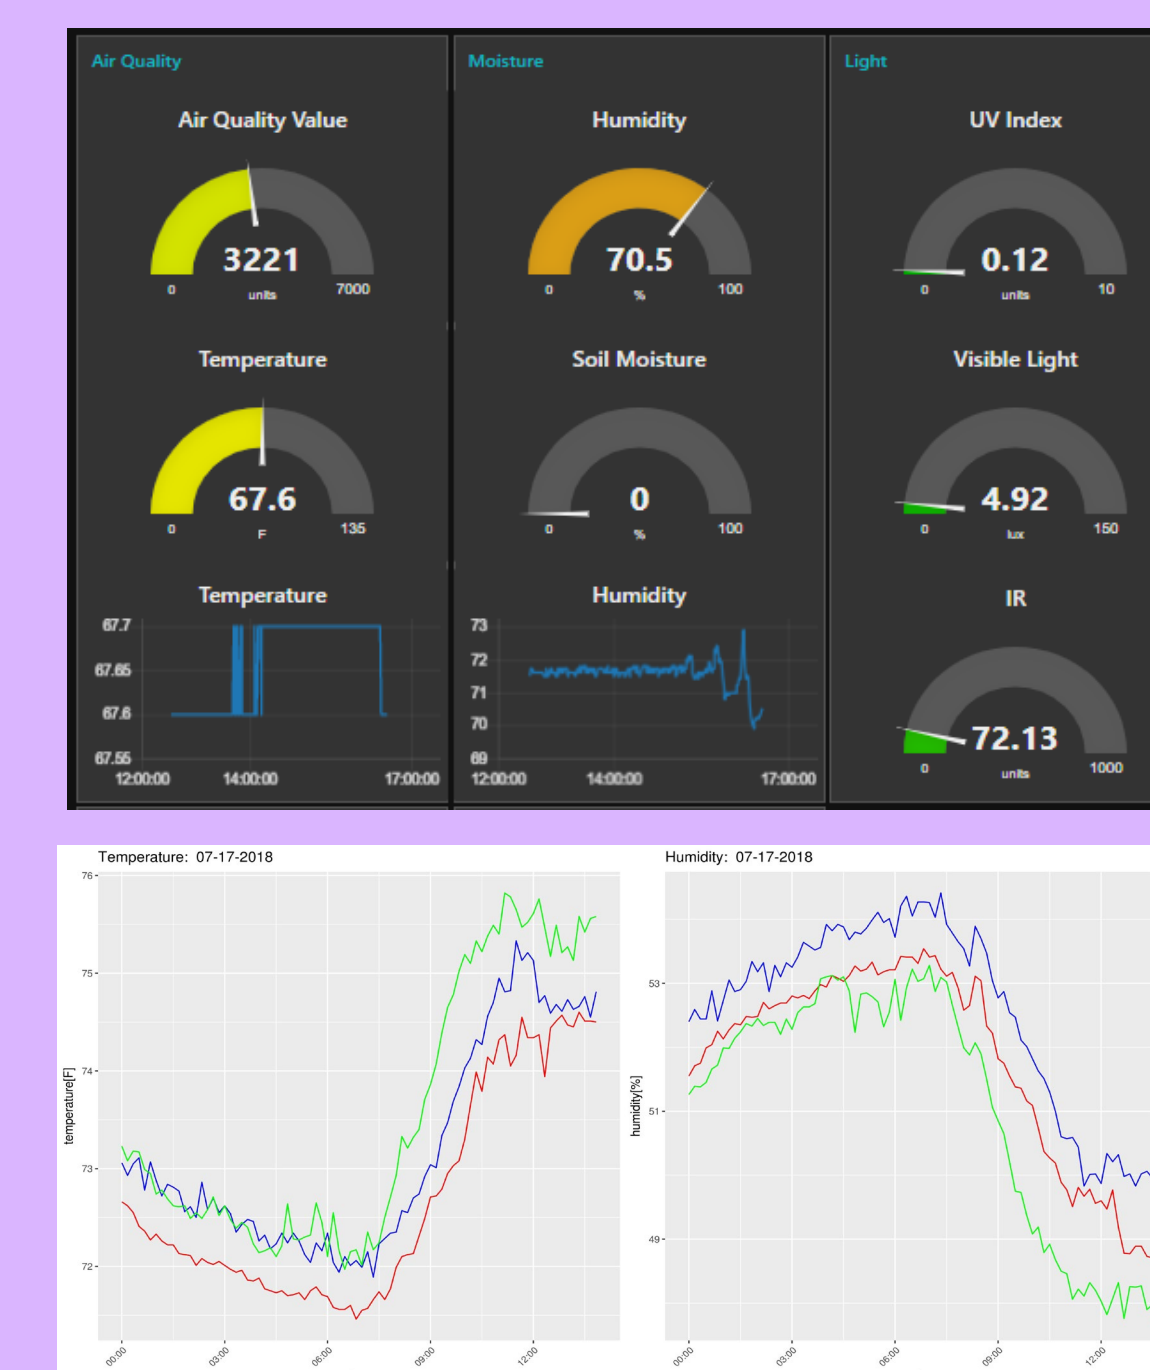 Air Quality
Moisture
Light
Air Quality Value
Humidity
UV Index
3221
units
0
7000
70.5
%
0
100
0.12
units
0
10
Temperature
Soil Moisture
Visible Light
67.6
F
0
135
0
%
0
100
4.92
lux
0
150
Temperature
67.7
67.65
67.6
67.55
12:00:00
14:00:00
17:00:00
Humidity
73
72
71
70
69
12:00:00
14:00:00
17:00:00
IR
72.13
units
0
1000
Temperature: 07-17-2018
76
75
74
73
72
temperature[F]
00:00
03:00
06:00
09:00
12:00
Humidity: 07-17-2018
53
51
49
humidity[%]
00:00
03:00
06:00
09:00
12:00